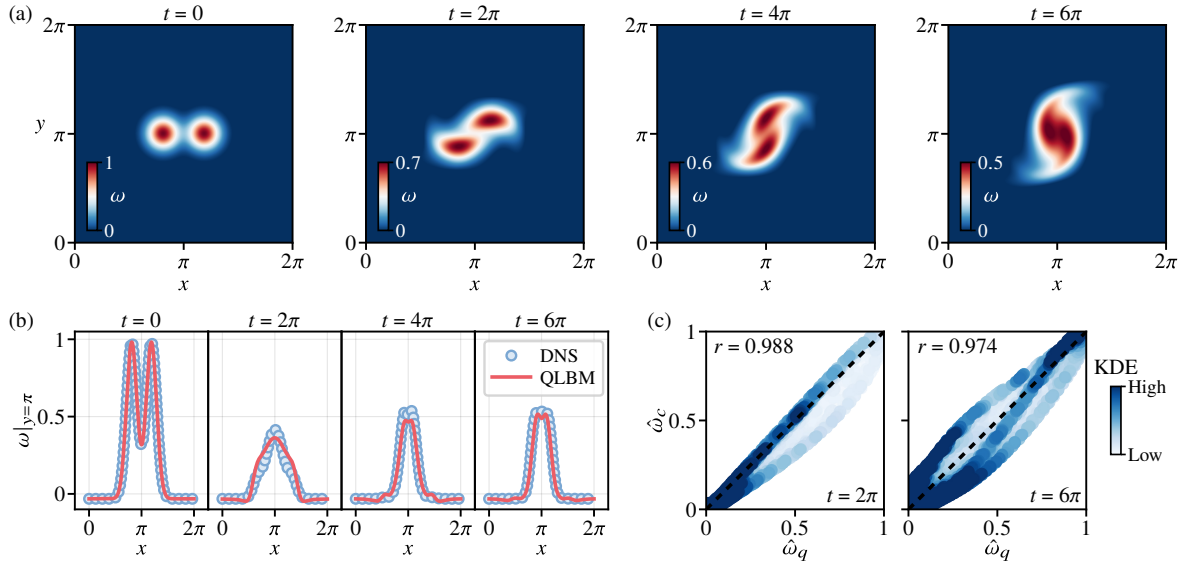 (a)
t = 0
t = 2π
t = 4π
t = 6π
2π
y
π
0
1
ω
0
0.7
ω
0
0.6
ω
0
0.5
ω
0
0 π 2π
0 π 2π
0 π 2π
0 π 2π
x
x
x
x
(b)
t = 0
t = 2π
t = 4π
t = 6π
ω|y=π
1
0.5
0
DNS
QLBM
0 π 2π
0 π 2π
0 π 2π
0 π 2π
x
x
x
x
(c)
r = 0.988
r = 0.974
1
0.5
0
ω̂c
t = 2π
t = 6π
0 0.5 1
0 0.5 1
ω̂q
ω̂q
KDE
High
Low